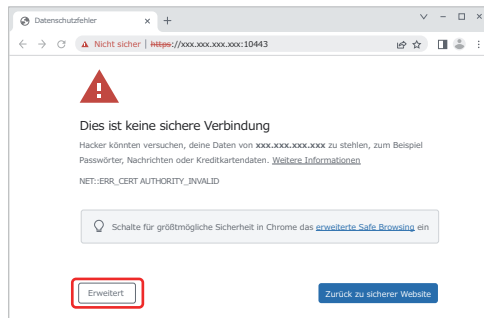 Datenschutzfehler
Nicht sicher | https://xxx.xxx.xxx.xxx:10443
Dies ist keine sichere Verbindung
Hacker könnten versuchen, deine Daten von xxx.xxx.xxx.xxx zu stehlen, zum Beispiel
Passwörter, Nachrichten oder Kreditkartendaten. Weitere Informationen
NET::ERR_CERT AUTHORITY_INVALID
Schalte für größtmögliche Sicherheit in Chrome das erweiterte Safe Browsing ein
Erweitert
Zurück zu sicherer Website